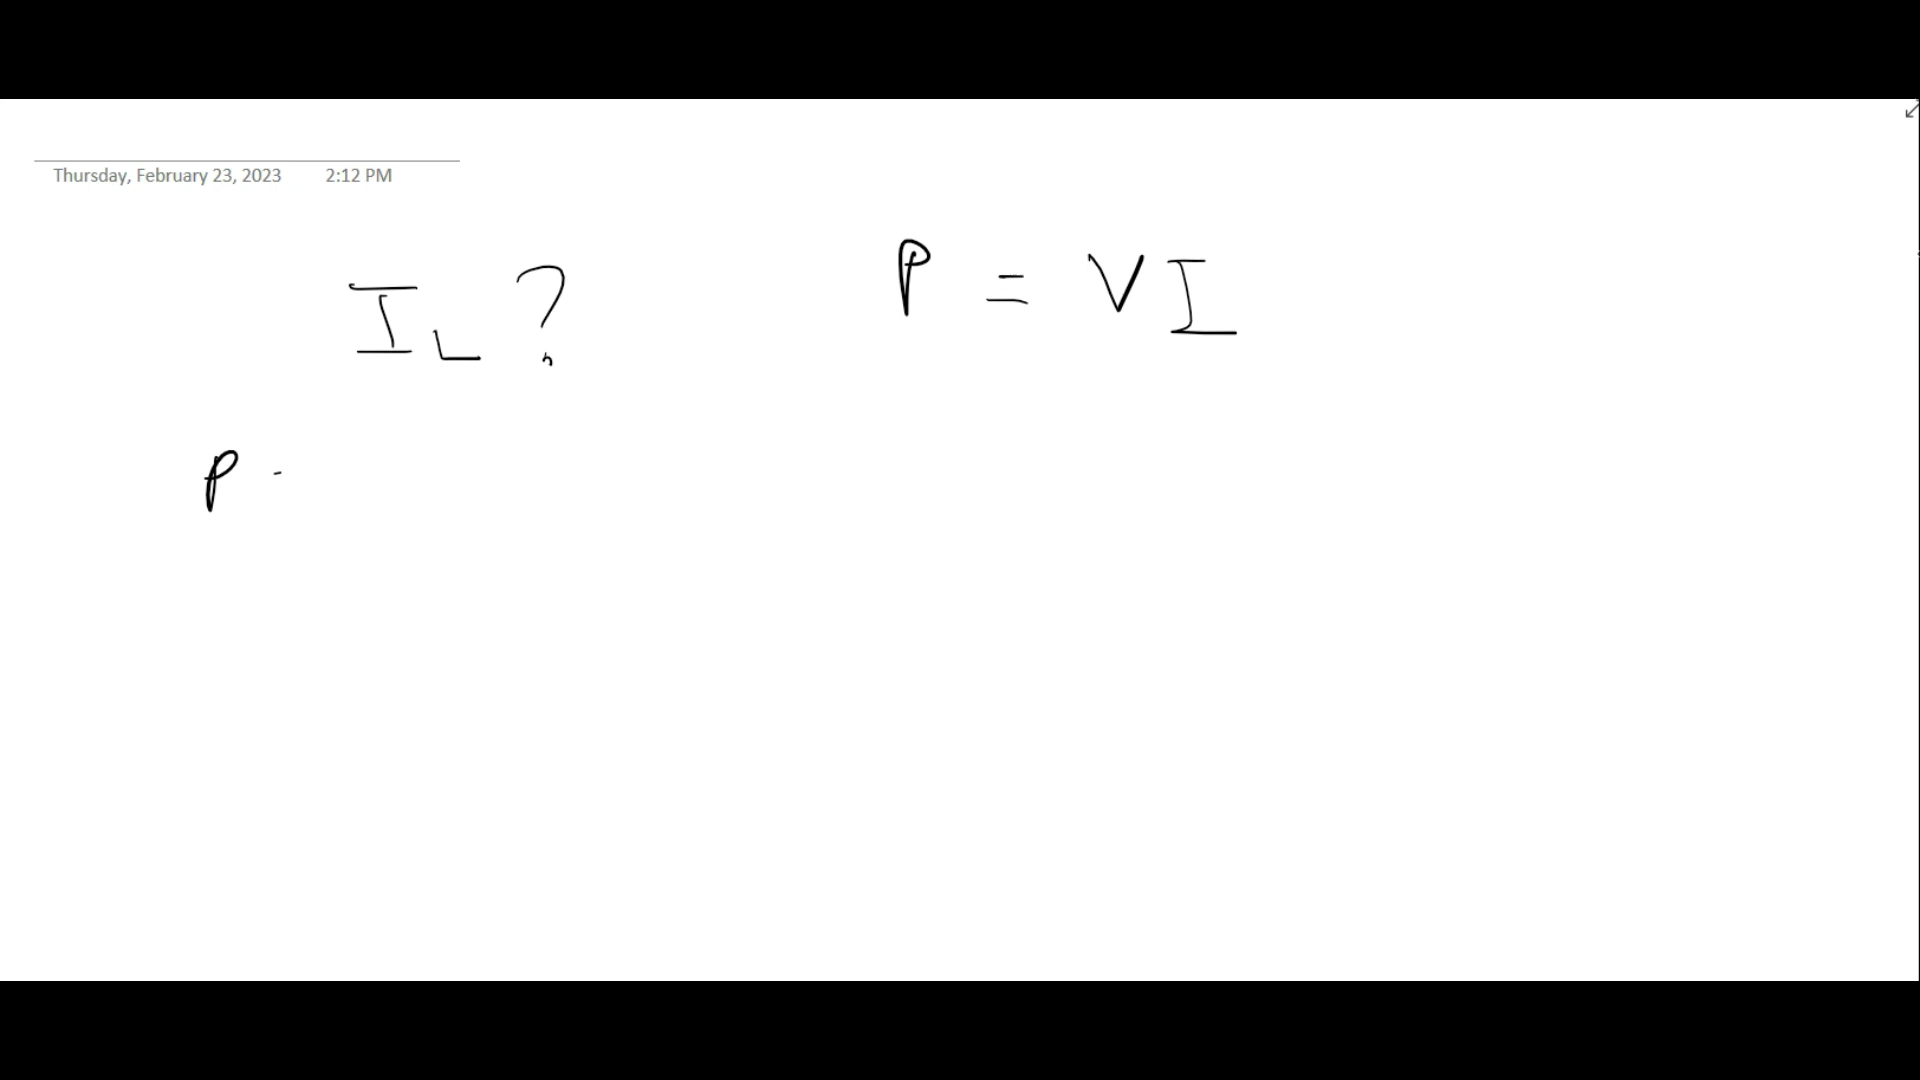 Thursday, February 23, 2023 2:12 PM
I_L ? P = VI
P -